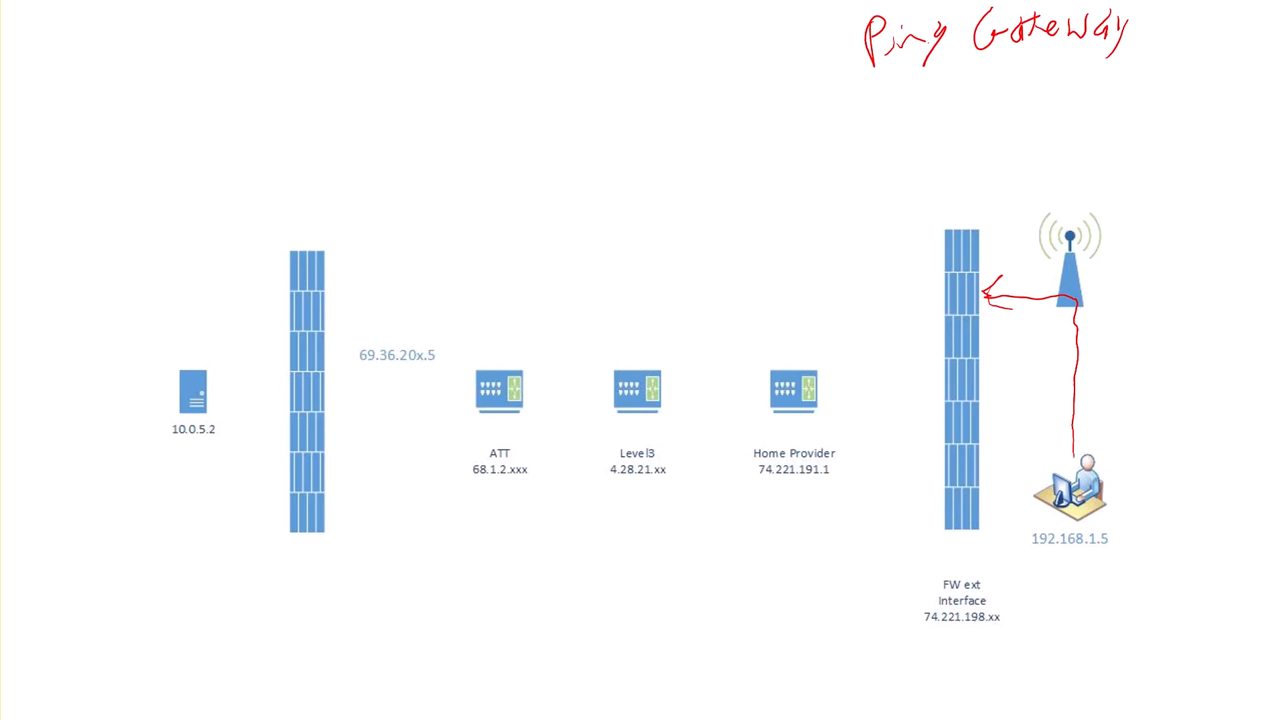 Ping Gateway
69.36.20x.5
10.0.5.2
ATT
68.1.2.xxx
Level3
4.28.21.xx
Home Provider
74.221.191.1
192.168.1.5
FW ext
Interface
74.221.198.xx